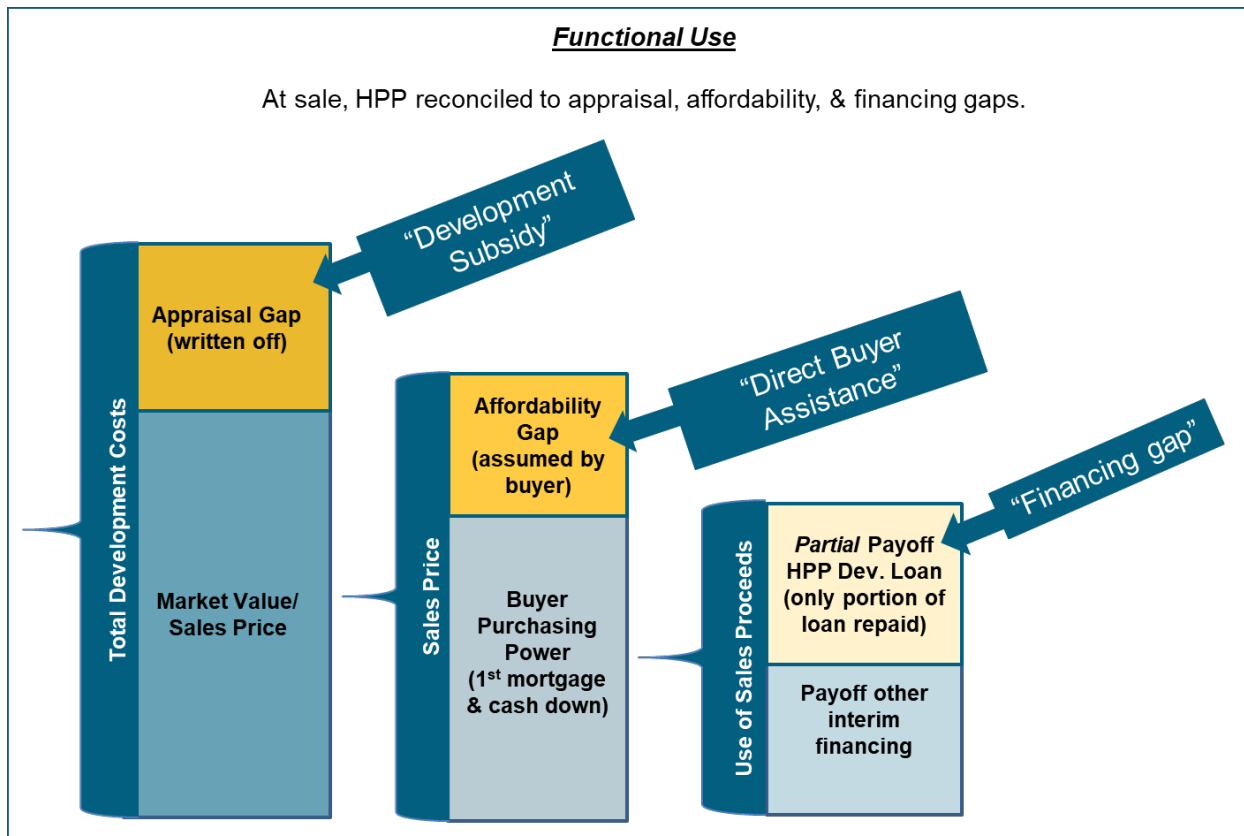 Functional Use
At sale, HPP reconciled to appraisal, affordability, & financing gaps.
“Development
Subsidy”
Total Development Costs
Appraisal Gap
(written off)
Market Value/
Sales Price
“Direct Buyer
Assistance”
Sales Price
Affordability
Gap
(assumed by
buyer)
Buyer
Purchasing
Power
(1st mortgage
& cash down)
“Financing gap”
Use of Sales Proceeds
Partial Payoff
HPP Dev. Loan
(only portion of
loan repaid)
Payoff other
interim
financing